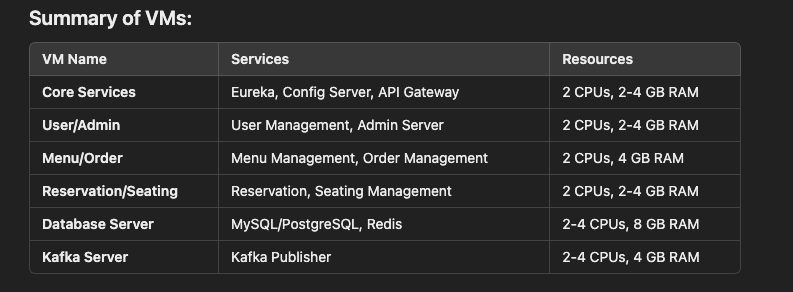 Summary of VMs:
VM Name Services Resources
Core Services Eureka, Config Server, API Gateway 2 CPUs, 2-4 GB RAM
User/Admin User Management, Admin Server 2 CPUs, 2-4 GB RAM
Menu/Order Menu Management, Order Management 2 CPUs, 4 GB RAM
Reservation/Seating Reservation, Seating Management 2 CPUs, 2-4 GB RAM
Database Server MySQL/PostgreSQL, Redis 2-4 CPUs, 8 GB RAM
Kafka Server Kafka Publisher 2-4 CPUs, 4 GB RAM